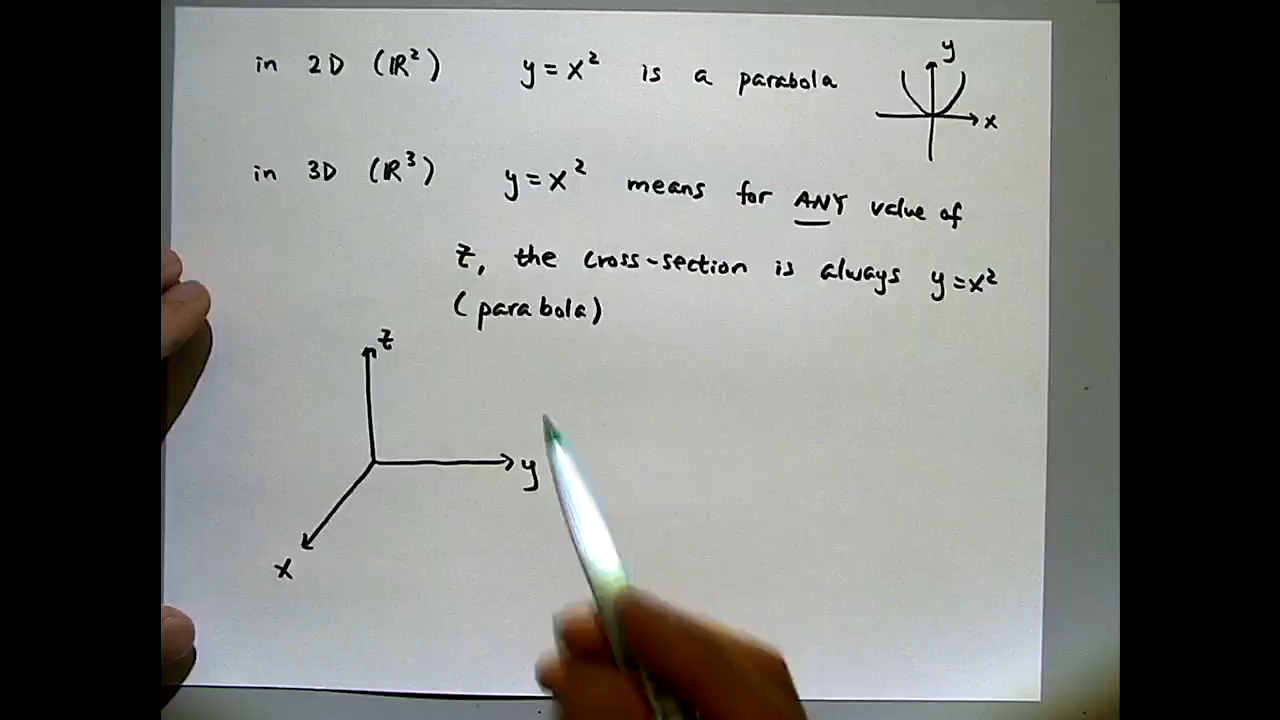 in 2D (ℝ²) y = x² is a parabola
y
x
in 3D (ℝ³) y = x² means for ANY value of
z, the cross-section is always y = x²
(parabola)
z
y
x